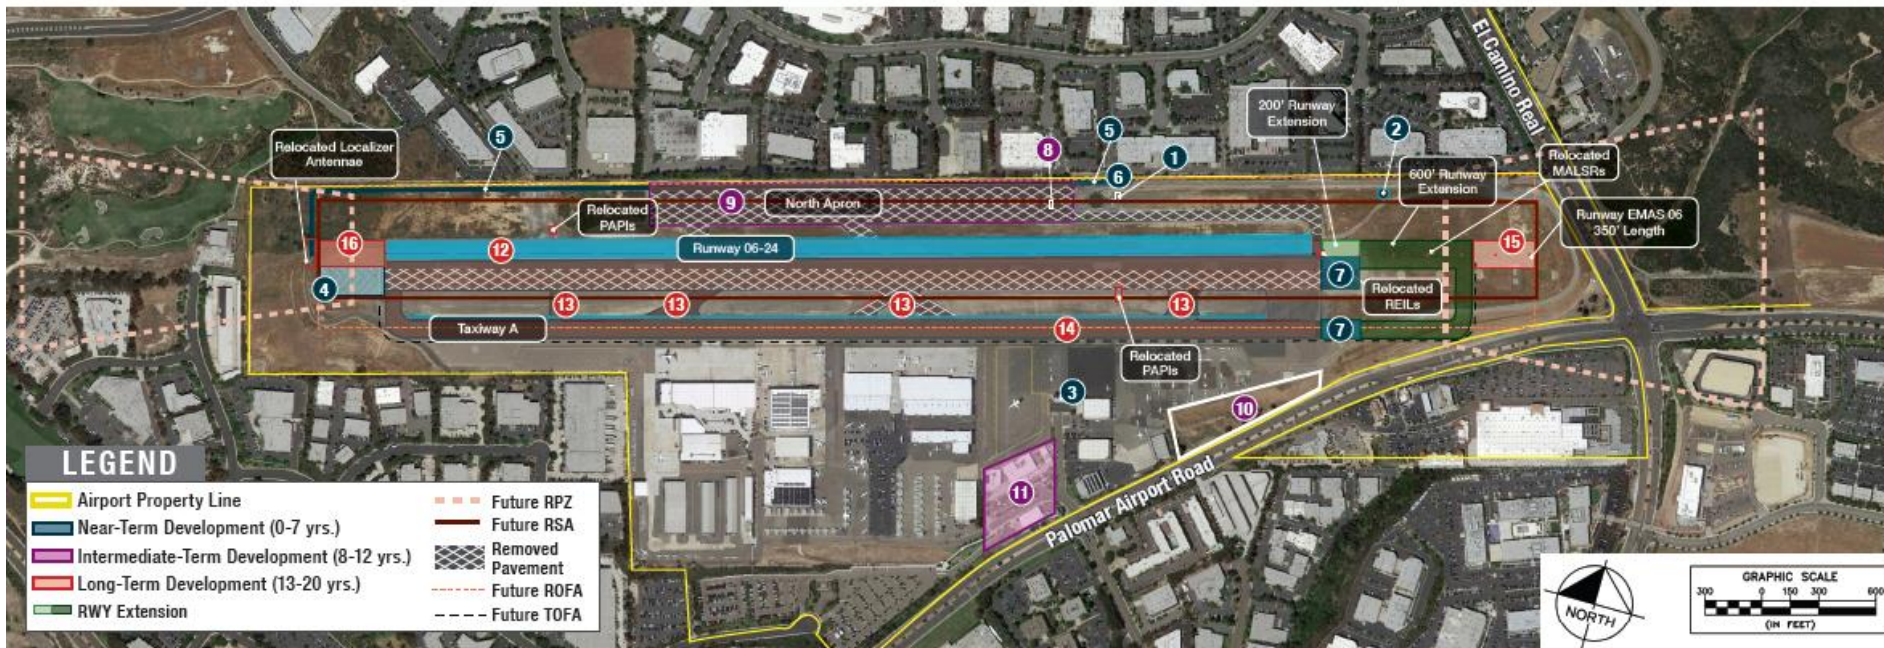 El Camino Real
200' Runway
Extension
2
5
Relocated Localizer
Antennae
8
5
1
6
Relocated
MALSRs
600' Runway
Extension
9
North Apron
Relocated
PAPIs
Runway EMAS 06
350' Length
16
12
Runway 06-24
15
4
7
Relocated
REILs
13
13
13
13
Taxiway A
14
7
Relocated
PAPIs
3
10
11
Palomar Airport Road
LEGEND
Airport Property Line
Near-Term Development (0-7 yrs.)
Intermediate-Term Development (8-12 yrs.)
Long-Term Development (13-20 yrs.)
RWY Extension
Future RPZ
Future RSA
Removed
Pavement
Future ROFA
Future TOFA
NORTH
GRAPHIC SCALE
300 0 150 300 600
(IN FEET)